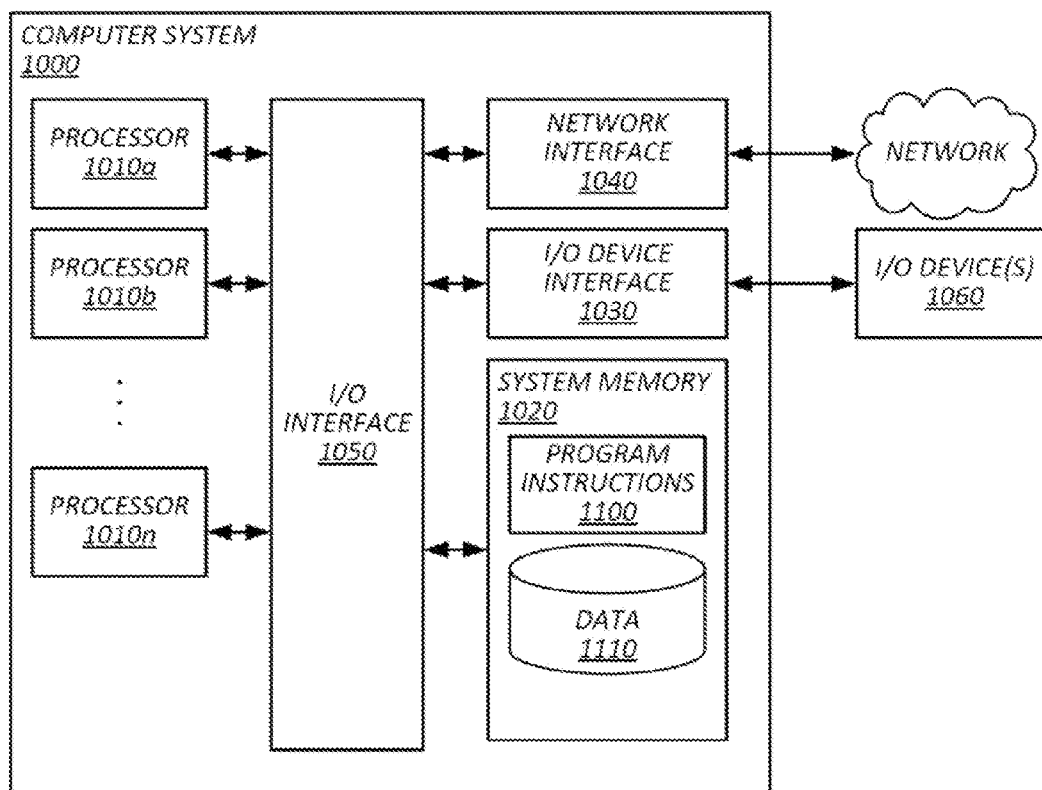 COMPUTER SYSTEM
1000
PROCESSOR
1010a
PROCESSOR
1010b
PROCESSOR
1010n
I/O
INTERFACE
1050
NETWORK
INTERFACE
1040
I/O DEVICE
INTERFACE
1030
SYSTEM MEMORY
1020
PROGRAM
INSTRUCTIONS
1100
DATA
1110
NETWORK
I/O DEVICE(S)
1060